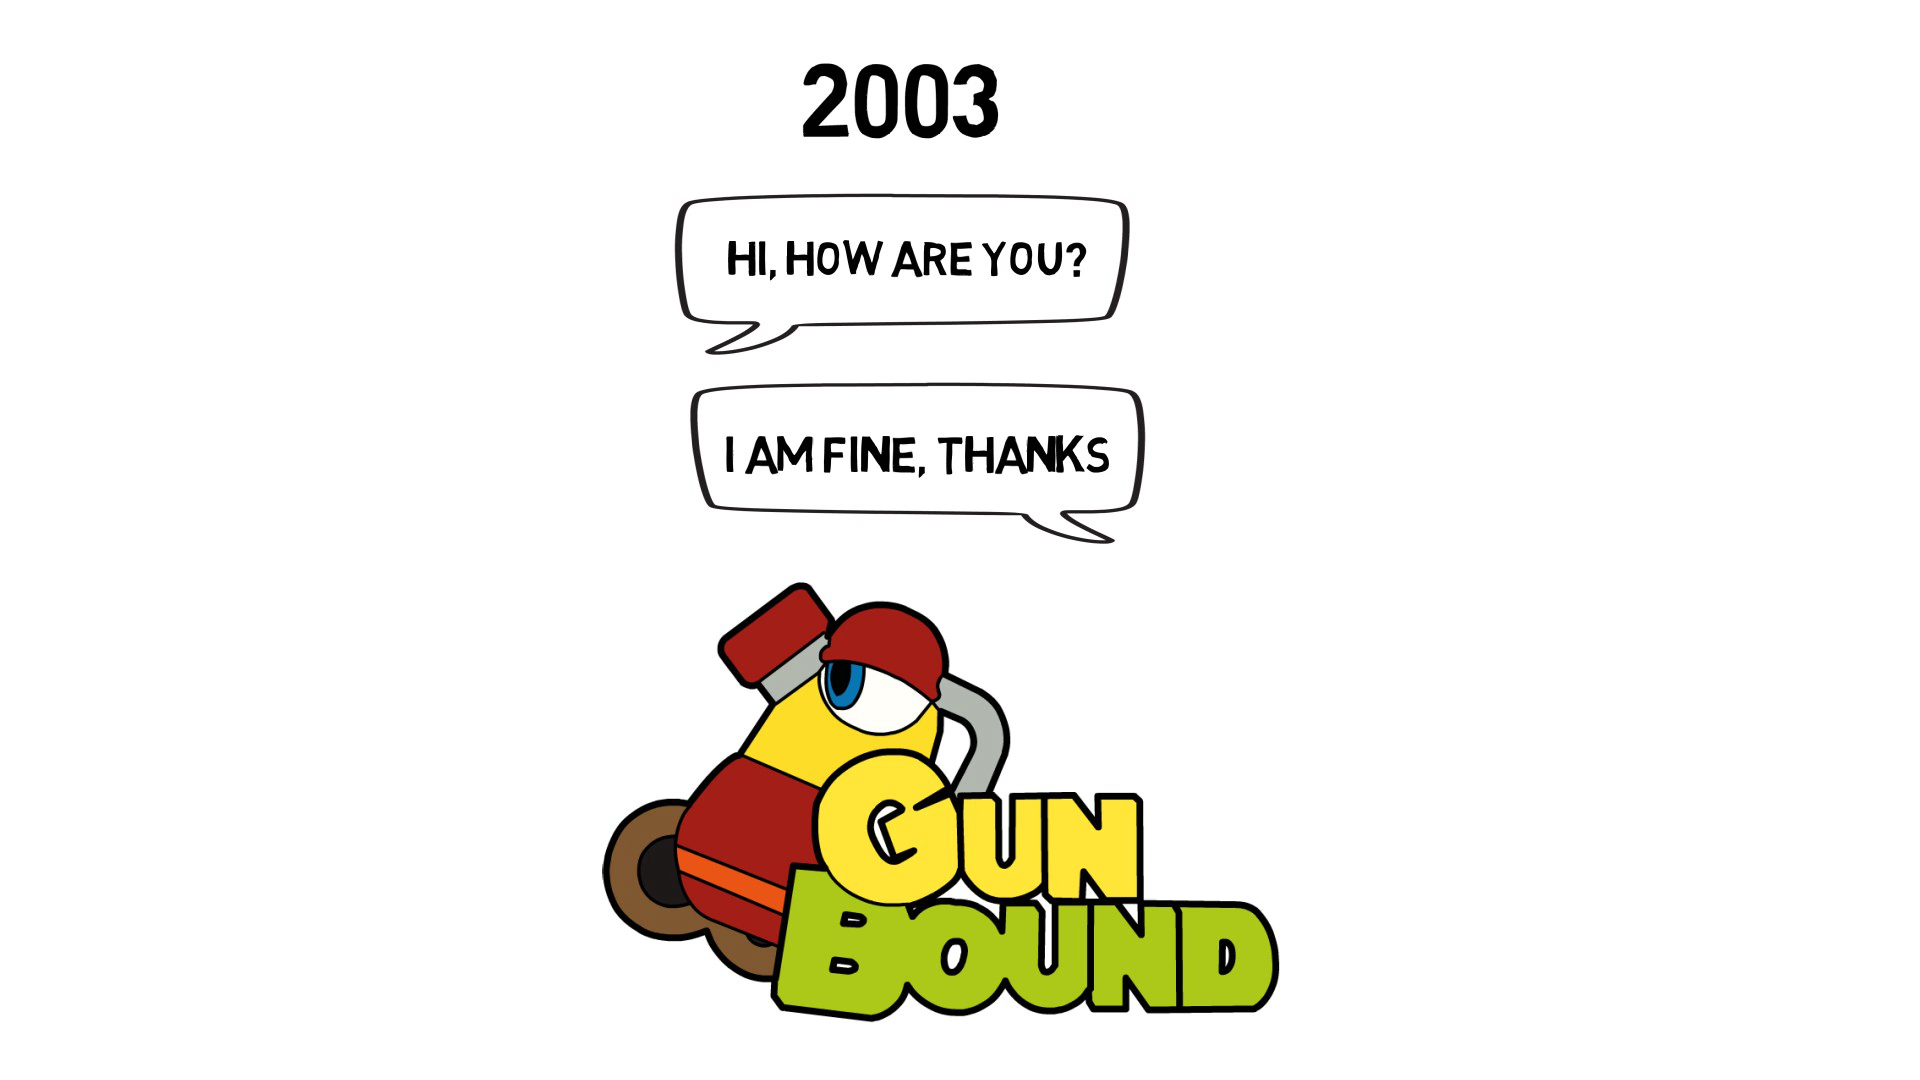 2003
HI, HOW ARE YOU?
I AM FINE, THANKS
GUN
BOUND